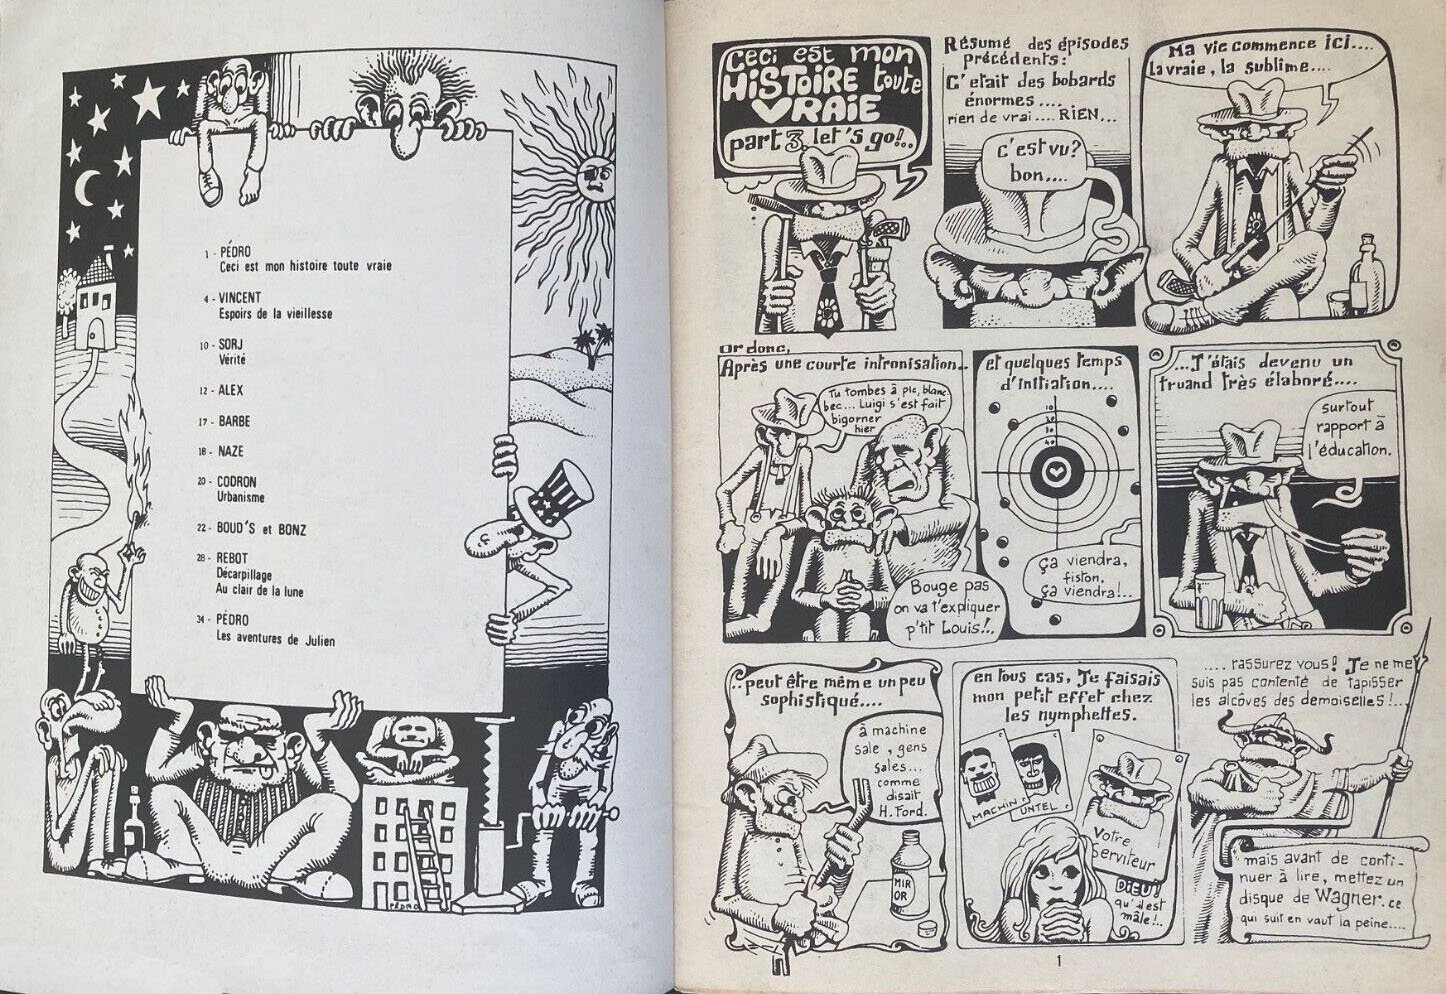 1 - PÉDRO
Ceci est mon histoire toute vraie
4 - VINCENT
Espoirs de la vieillesse
10 - SORJ
Vérité
12 - ALEX
17 - BARBE
18 - NAZE
20 - CODRON
Urbanisme
22 - BOUD'S et BONZ
28 - REBOT
Décarpillage
Au clair de la lune
34 - PÉDRO
Les aventures de Julien
PÉDRO
Ceci est mon
HISTOIRE toute
VRAIE
part 3, let's go!..
Résumé des épisodes
précédents:
C'etait des bobards
énormes....
rien de vrai.... RIEN...
c'est vu?
bon....
Ma vie commence ici....
la vraie, la sublime....
Or donc,
Après une courte intronisation..
Tu tombes à pic, blanc
bec... Luigi s'est fait
bigorner
hier
Bouge pas
on va t'expliquer
p'tit Louis!..
et quelques temps
d'initiation....
10
20
30
40
ça viendra,
fiston,
ça viendra!..
...J'étais devenu un
truand très élaboré....
surtout
rapport à
l'éducation.
..peut être même un peu
sophistiqué....
à machine
sale, gens
sales...
comme
disait
H. Ford.
MIR
OR
en tous cas, Je faisais
mon petit effet chez
les nymphettes.
MACHIN
UNTEL
Votre
Serviteur
DIEU!
qu'il est
mâle!..
.... rassurez vous! Je ne me
suis pas contenté de tapisser
les alcôves des demoiselles!..
mais avant de conti-
nuer à lire, mettez un
disque de Wagner. ce
qui suit en vaut la peine....
1